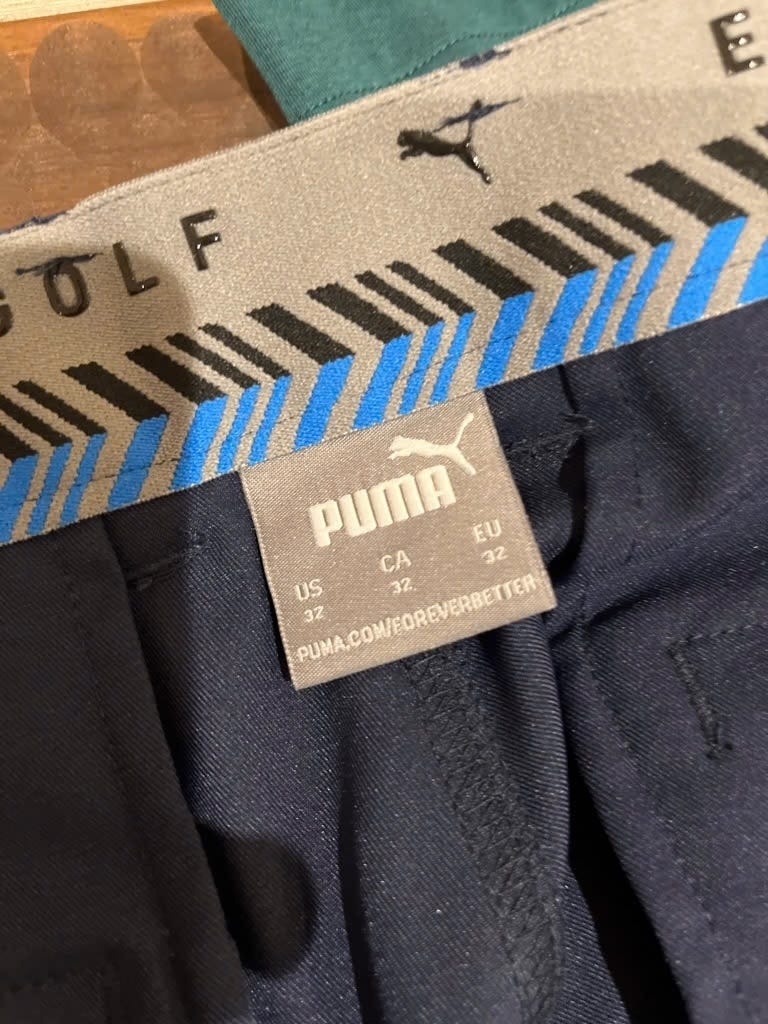 GOLF
E
PUMA
US CA EU
32 32 32
PUMA.COM/FOREVERBETTER